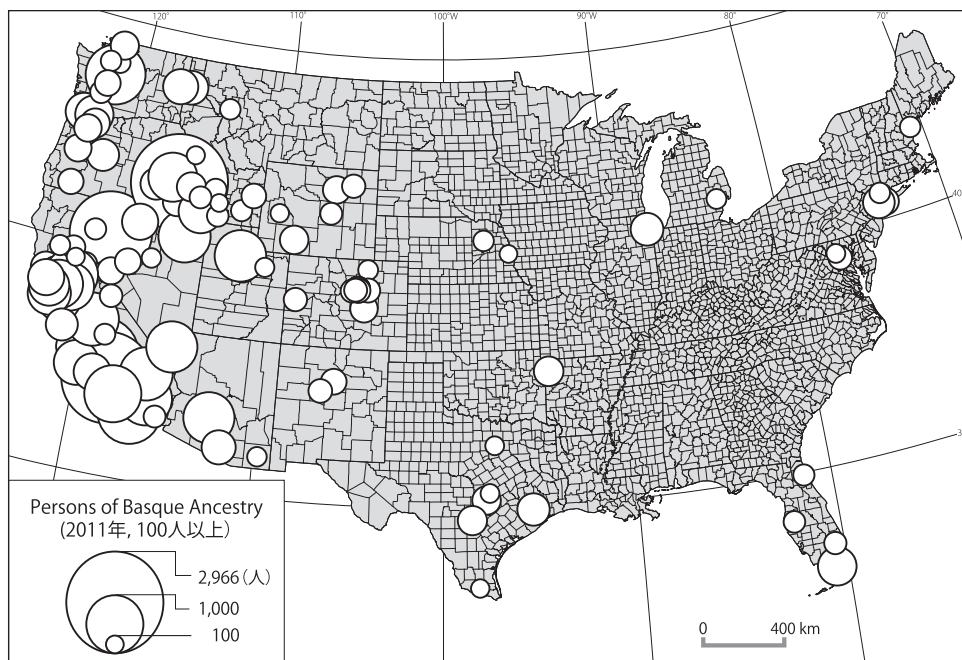 120°
110°
100°W
90°W
80°
70°
40
3
Persons of Basque Ancestry
(2011年, 100人以上)
2,966(人)
1,000
100
0 400 km